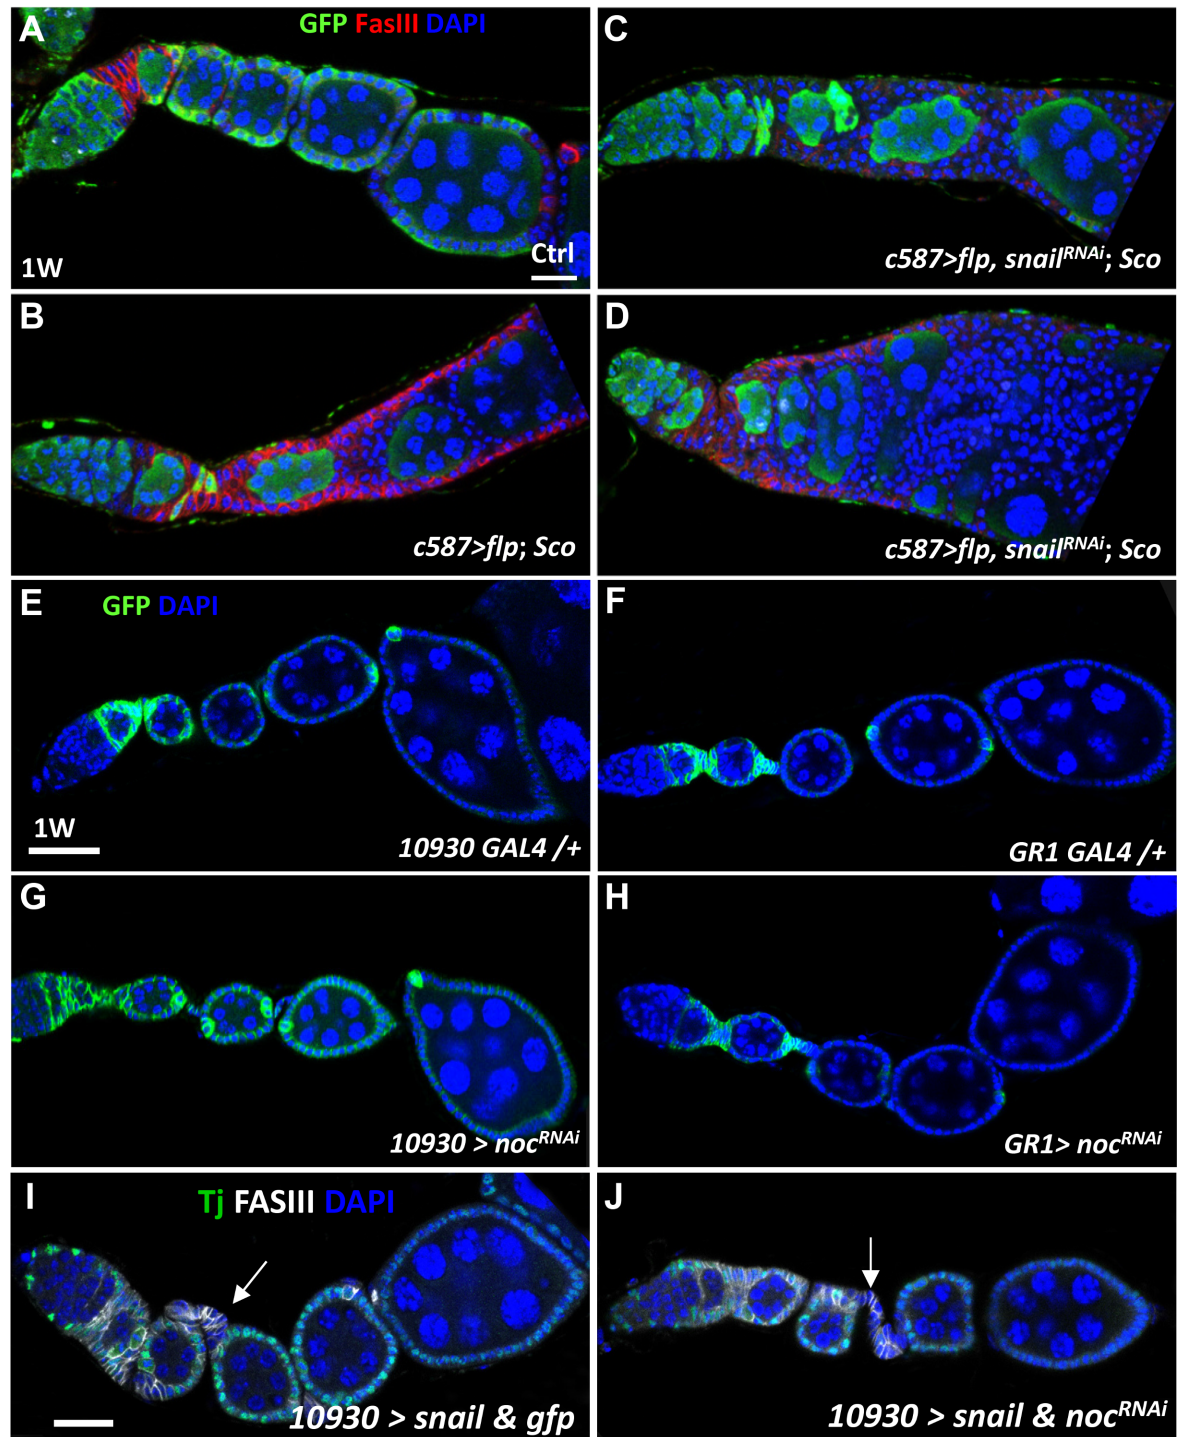 A
GFP FasIII DAPI
1W
Ctrl
C
c587>flp, snailRNAi; Sco
B
c587>flp; Sco
D
c587>flp, snailRNAi; Sco
E
GFP DAPI
1W
10930 GAL4 /+
F
GR1 GAL4 /+
G
10930 > nocRNAi
H
GR1> nocRNAi
I
Tj FASIII DAPI
10930 > snail & gfp
J
10930 > snail & nocRNAi